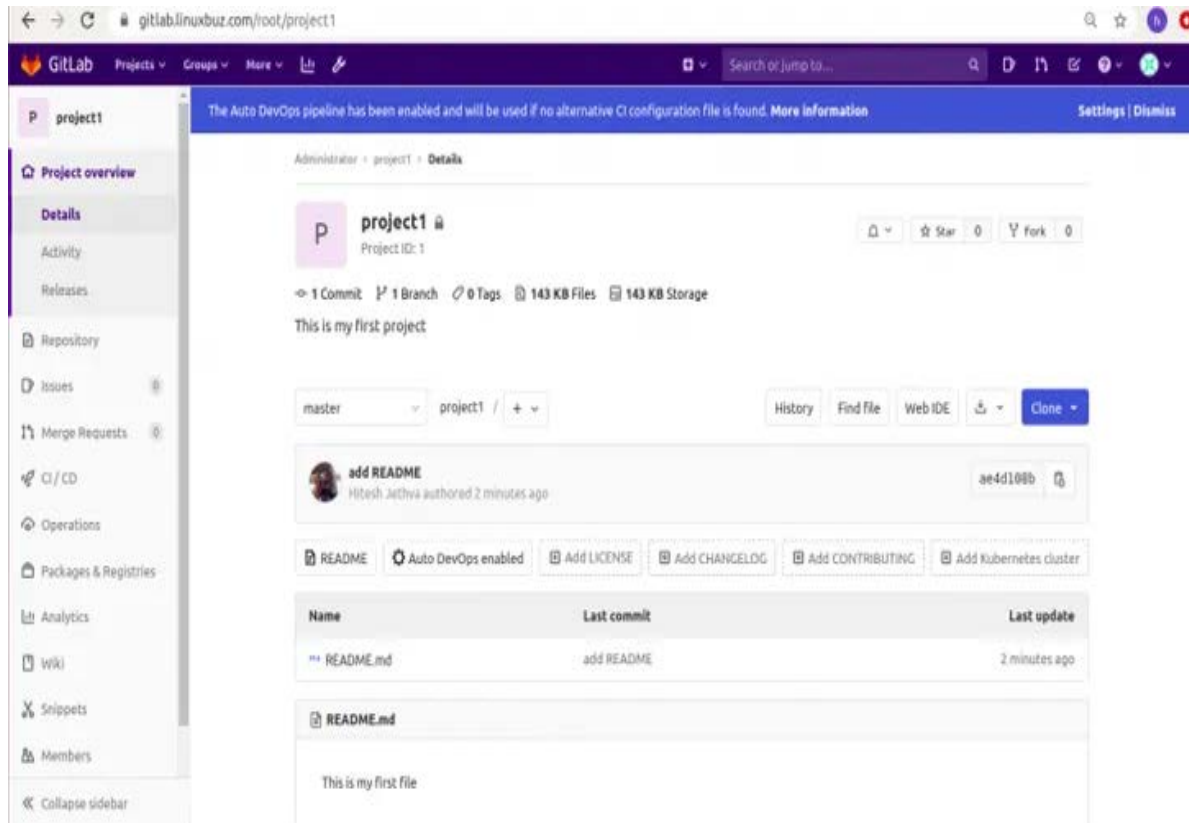 gitlab.linuxbuz.com/root/project1
h
GitLab Projects Groups More Search or jump to...
P project1
The Auto DevOps pipeline has been enabled and will be used if no alternative CI configuration file is found. More information Settings | Dismiss
Project overview
Details
Activity
Releases
Repository
Issues 0
Merge Requests 0
CI / CD
Operations
Packages & Registries
Analytics
Wiki
Snippets
Members
Collapse sidebar
Administrator > project1 > Details
P project1
Project ID: 1
Star 0 Fork 0
1 Commit 1 Branch 0 Tags 143 KB Files 143 KB Storage
This is my first project
master project1 / + History Find file Web IDE Clone
add README
Hitesh Jethva authored 2 minutes ago
ae4d108b
README Auto DevOps enabled Add LICENSE Add CHANGELOG Add CONTRIBUTING Add Kubernetes cluster
Name Last commit Last update
README.md add README 2 minutes ago
README.md
This is my first file